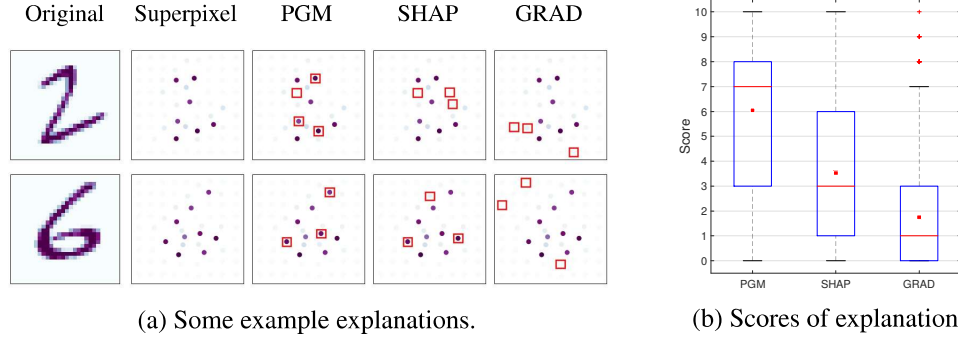 Original Superpixel PGM SHAP GRAD
(a) Some example explanations.
10
9
8
7
6
5
4
3
2
1
0
Score
PGM SHAP GRAD
(b) Scores of explanation